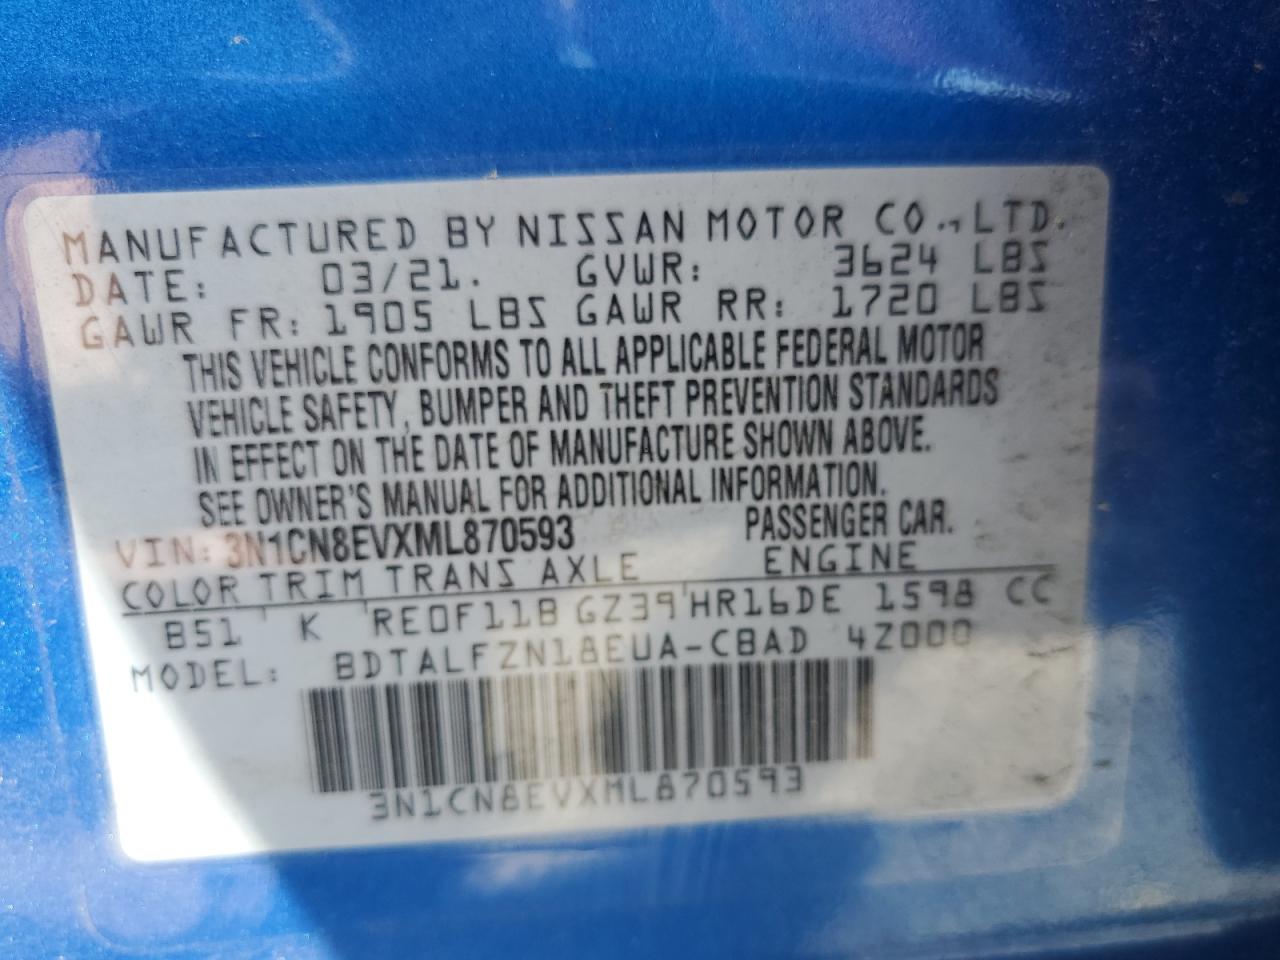 MANUFACTURED BY NISSAN MOTOR CO., LTD.
DATE: 03/21. GVWR: 3624 LBS
GAWR FR: 1905 LBS GAWR RR: 1720 LBS
THIS VEHICLE CONFORMS TO ALL APPLICABLE FEDERAL MOTOR
VEHICLE SAFETY, BUMPER AND THEFT PREVENTION STANDARDS
IN EFFECT ON THE DATE OF MANUFACTURE SHOWN ABOVE.
SEE OWNER'S MANUAL FOR ADDITIONAL INFORMATION.
VIN: 3N1CN8EVXML870593 PASSENGER CAR.
COLOR TRIM TRANS AXLE ENGINE
B51 K RE0F11B GZ39 HR16DE 1598 CC
MODEL: BDTALFZN18EUA-CBAD 4Z000
3N1CN8EVXML870593